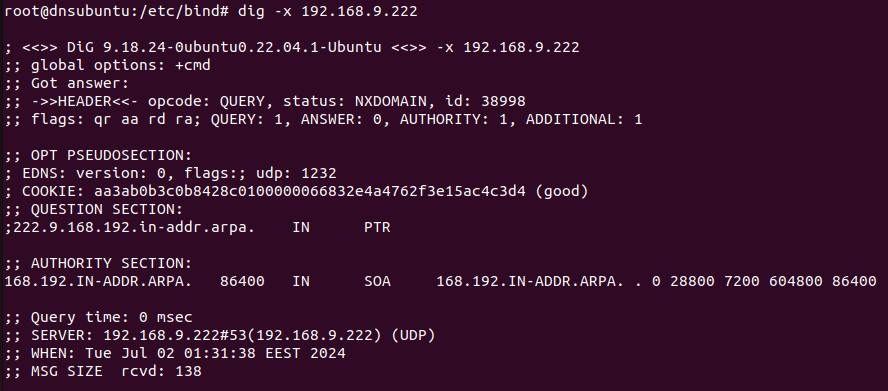 root@dnsubuntu:/etc/bind# dig -x 192.168.9.222
; <<>> DiG 9.18.24-0ubuntu0.22.04.1-Ubuntu <<>> -x 192.168.9.222
;; global options: +cmd
;; Got answer:
;; ->>HEADER<<- opcode: QUERY, status: NXDOMAIN, id: 38998
;; flags: qr aa rd ra; QUERY: 1, ANSWER: 0, AUTHORITY: 1, ADDITIONAL: 1
;; OPT PSEUDOSECTION:
; EDNS: version: 0, flags:; udp: 1232
; COOKIE: aa3ab0b3c0b8428c0100000066832e4a4762f3e15ac4c3d4 (good)
;; QUESTION SECTION:
;222.9.168.192.in-addr.arpa. IN PTR
;; AUTHORITY SECTION:
168.192.IN-ADDR.ARPA. 86400 IN SOA 168.192.IN-ADDR.ARPA. . 0 28800 7200 604800 86400
;; Query time: 0 msec
;; SERVER: 192.168.9.222#53(192.168.9.222) (UDP)
;; WHEN: Tue Jul 02 01:31:38 EEST 2024
;; MSG SIZE rcvd: 138